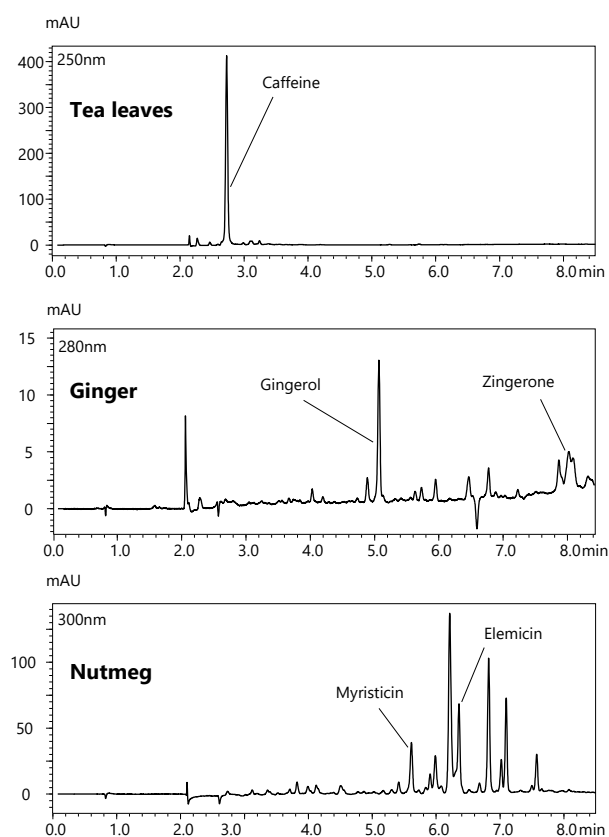 mAU
400
250nm
Caffeine
Tea leaves
300
200
100
0
0.0 1.0 2.0 3.0 4.0 5.0 6.0 7.0 8.0 min
mAU
15
280nm
Ginger
Gingerol
Zingerone
10
5
0
0.0 1.0 2.0 3.0 4.0 5.0 6.0 7.0 8.0 min
mAU
300nm
Elemicin
Nutmeg
100
Myristicin
50
0
0.0 1.0 2.0 3.0 4.0 5.0 6.0 7.0 8.0 min